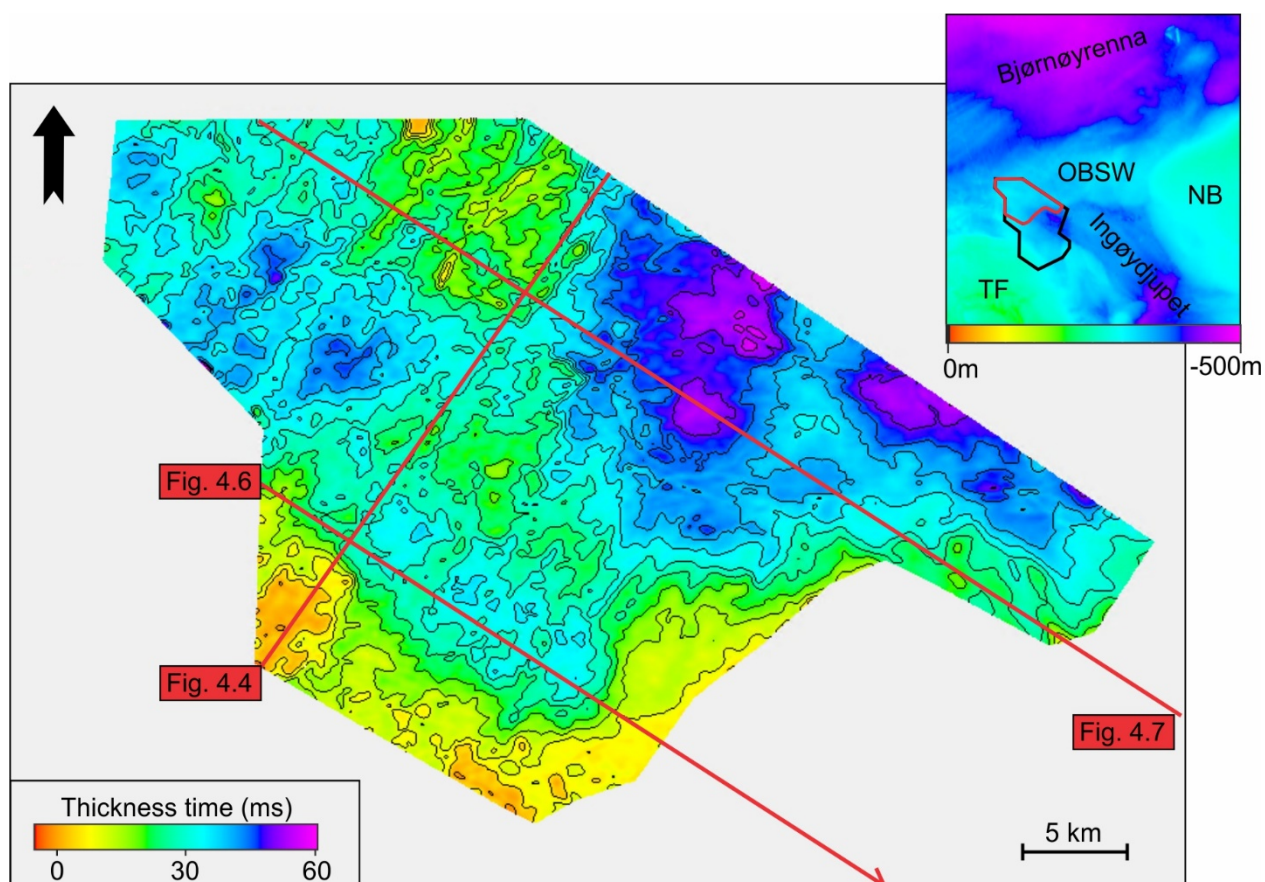 Bjørnøyrenna
OBSW
NB
Ingøydjupet
TF
0m
-500m
Fig. 4.6
Fig. 4.4
Fig. 4.7
Thickness time (ms)
0 30 60
5 km